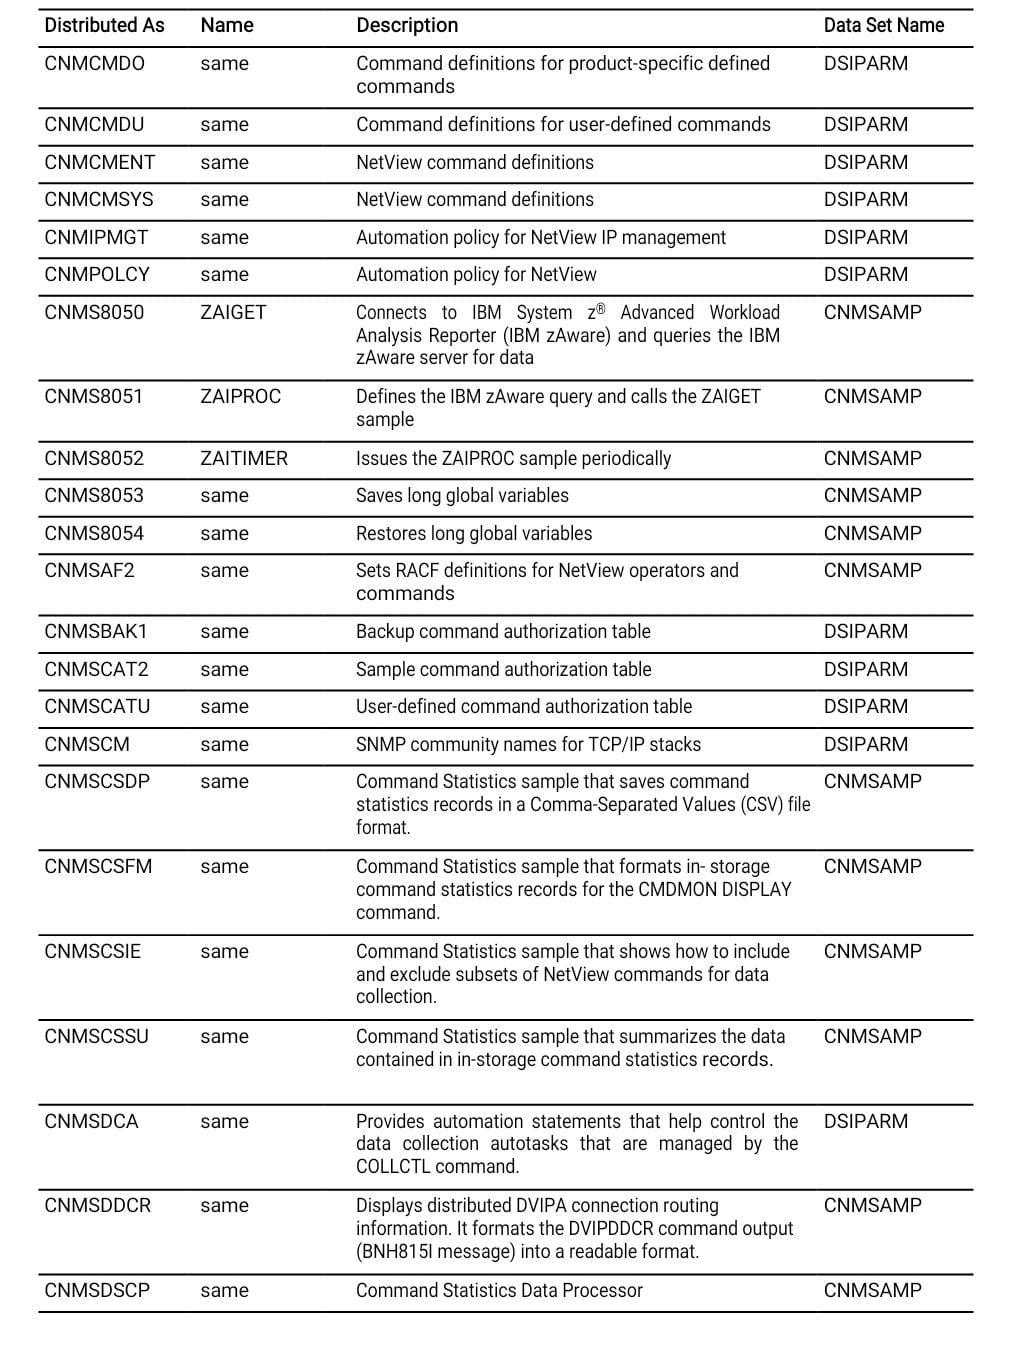 Distributed As Name Description Data Set Name
CNMCMDO same Command definitions for product-specific defined DSIPARM
commands
CNMCMDU same Command definitions for user-defined commands DSIPARM
CNMCMENT same NetView command definitions DSIPARM
CNMCMSYS same NetView command definitions DSIPARM
CNMIPMGT same Automation policy for NetView IP management DSIPARM
CNMPOLCY same Automation policy for NetView DSIPARM
CNMS8050 ZAIGET Connects to IBM System z® Advanced Workload CNMSAMP
Analysis Reporter (IBM zAware) and queries the IBM
zAware server for data
CNMS8051 ZAIPROC Defines the IBM zAware query and calls the ZAIGET CNMSAMP
sample
CNMS8052 ZAITIMER Issues the ZAIPROC sample periodically CNMSAMP
CNMS8053 same Saves long global variables CNMSAMP
CNMS8054 same Restores long global variables CNMSAMP
CNMSAF2 same Sets RACF definitions for NetView operators and CNMSAMP
commands
CNMSBAK1 same Backup command authorization table DSIPARM
CNMSCAT2 same Sample command authorization table DSIPARM
CNMSCATU same User-defined command authorization table DSIPARM
CNMSCM same SNMP community names for TCP/IP stacks DSIPARM
CNMSCSDP same Command Statistics sample that saves command CNMSAMP
statistics records in a Comma-Separated Values (CSV) file
format.
CNMSCSFM same Command Statistics sample that formats in- storage CNMSAMP
command statistics records for the CMDMON DISPLAY
command.
CNMSCSIE same Command Statistics sample that shows how to include CNMSAMP
and exclude subsets of NetView commands for data
collection.
CNMSCSSU same Command Statistics sample that summarizes the data CNMSAMP
contained in in-storage command statistics records.
CNMSDCA same Provides automation statements that help control the DSIPARM
data collection autotasks that are managed by the
COLLCTL command.
CNMSDDCR same Displays distributed DVIPA connection routing CNMSAMP
information. It formats the DVIPDDCR command output
(BNH815I message) into a readable format.
CNMSDSCP same Command Statistics Data Processor CNMSAMP